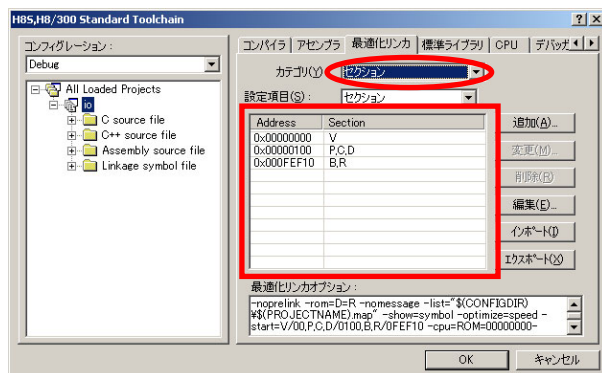 H8S,H8/300 Standard Toolchain
コンフィグレーション :
Debug
All Loaded Projects
io
C source file
C++ source file
Assembly source file
Linkage symbol file
コンパイラ アセンブラ 最適化リンカ 標準ライブラリ CPU デバッガ
カテゴリ(Y) セクション
設定項目(S) : セクション
Address Section
0x00000000 V
0x00000100 P,C,D
0x000FEF10 B,R
追加(A)...
変更(M)...
削除(R)
編集(E)...
インポート(I)
エクスポート(X)
最適化リンカオプション :
-noprelink -rom=D=R -nomessage -list="$(CONFIGDIR)
¥$(PROJECTNAME).map" -show=symbol -optimize=speed -
start=V/00,P,C,D/0100,B,R/0FEF10 -cpu=ROM=00000000-
OK キャンセル